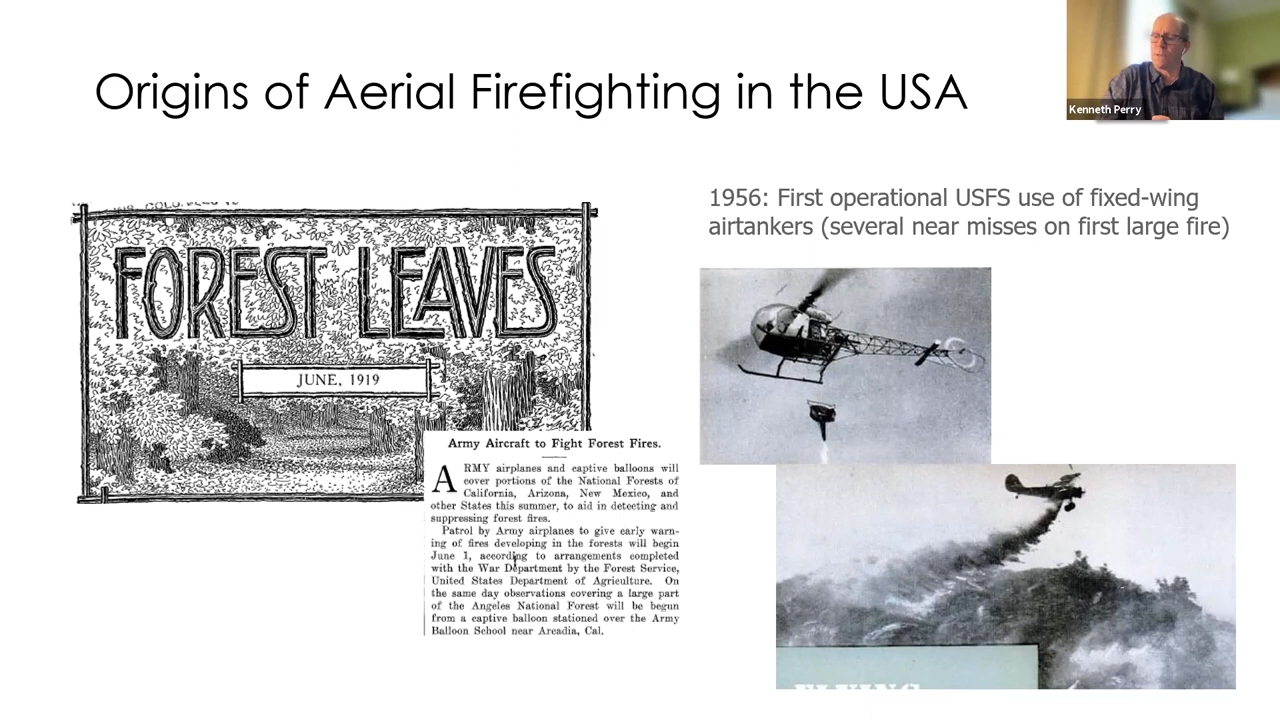 Origins of Aerial Firefighting in the USA
Kenneth Perry
FOREST LEAVES
JUNE, 1919
Army Aircraft to Fight Forest Fires.
ARMY airplanes and captive balloons will
cover portions of the National Forests of
California, Arizona, New Mexico, and
other States this summer, to aid in detecting and
suppressing forest fires.
Patrol by Army airplanes to give early warn-
ing of fires developing in the forests will begin
June 1, according to arrangements completed
with the War Department by the Forest Service,
United States Department of Agriculture. On
the same day observations covering a large part
of the Angeles National Forest will be begun
from a captive balloon stationed over the Army
Balloon School near Arcadia, Cal.
1956: First operational USFS use of fixed-wing
airtankers (several near misses on first large fire)